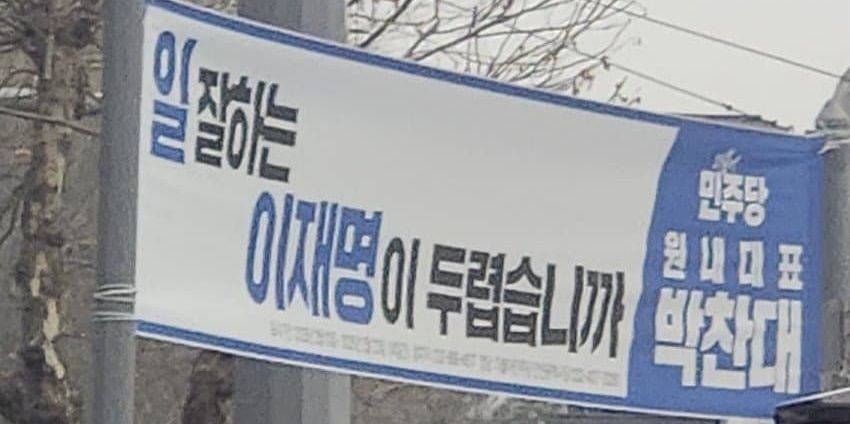 일 잘하는
이재명이 두렵습니까
민주당
원내대표
박찬대